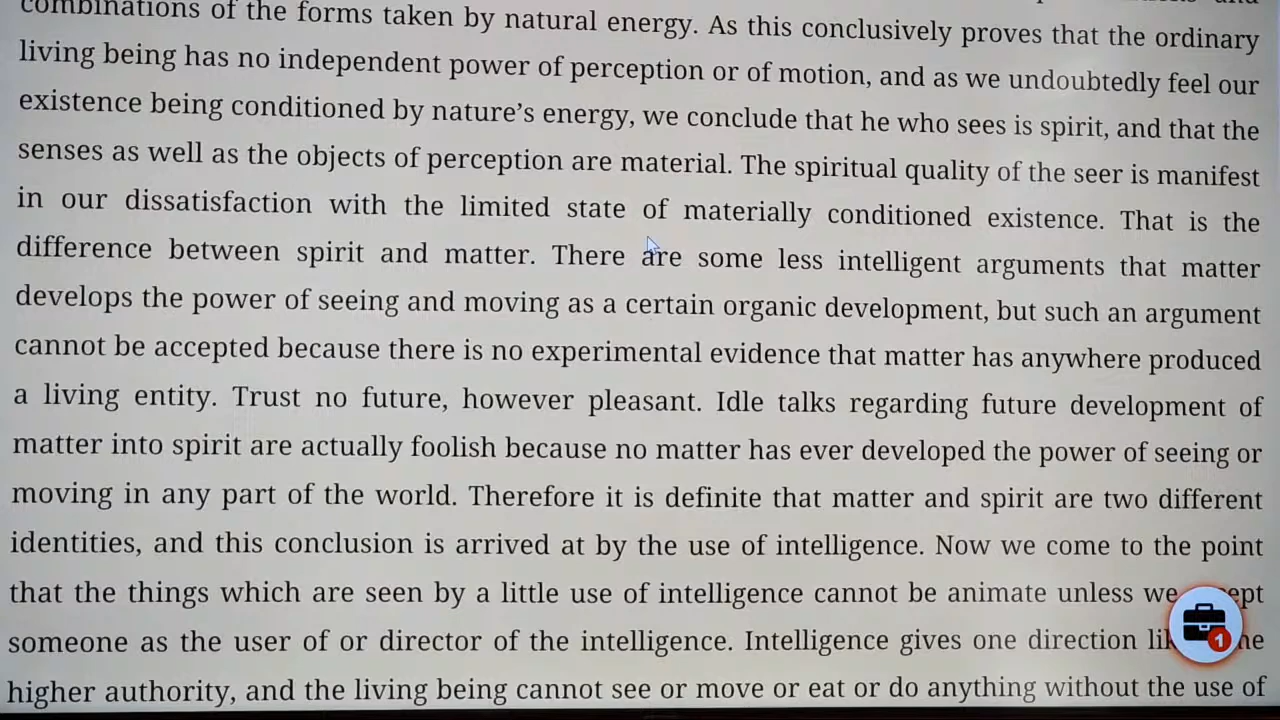 combinations of the forms taken by natural energy. As this conclusively proves that the ordinary
living being has no independent power of perception or of motion, and as we undoubtedly feel our
existence being conditioned by nature’s energy, we conclude that he who sees is spirit, and that the
senses as well as the objects of perception are material. The spiritual quality of the seer is manifest
in our dissatisfaction with the limited state of materially conditioned existence. That is the
difference between spirit and matter. There are some less intelligent arguments that matter
develops the power of seeing and moving as a certain organic development, but such an argument
cannot be accepted because there is no experimental evidence that matter has anywhere produced
a living entity. Trust no future, however pleasant. Idle talks regarding future development of
matter into spirit are actually foolish because no matter has ever developed the power of seeing or
moving in any part of the world. Therefore it is definite that matter and spirit are two different
identities, and this conclusion is arrived at by the use of intelligence. Now we come to the point
that the things which are seen by a little use of intelligence cannot be animate unless we
someone as the user of or director of the intelligence. Intelligence gives one direction
higher authority, and the living being cannot see or move or eat or do anything without the use of
1